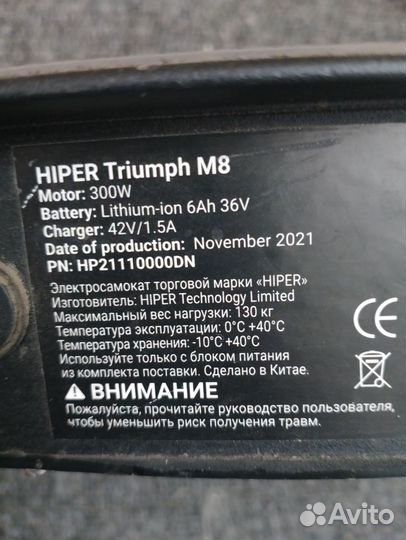 HIPER Triumph M8
Motor: 300W
Battery: Lithium-ion 6Ah 36V
Charger: 42V/1.5A
Date of production: November 2021
PN: HP21110000DN
Электросамокат торговой марки «HIPER»
Изготовитель: HIPER Technology Limited
Максимальный вес нагрузки: 130 кг
Температура эксплуатации: 0°C +40°C
Температура хранения: -10°C +40°C
Используйте только с блоком питания
из комплекта поставки. Сделано в Китае.
CE
ВНИМАНИЕ
Пожалуйста, прочитайте руководство пользователя,
чтобы уменьшить риск получения травм.
Avito